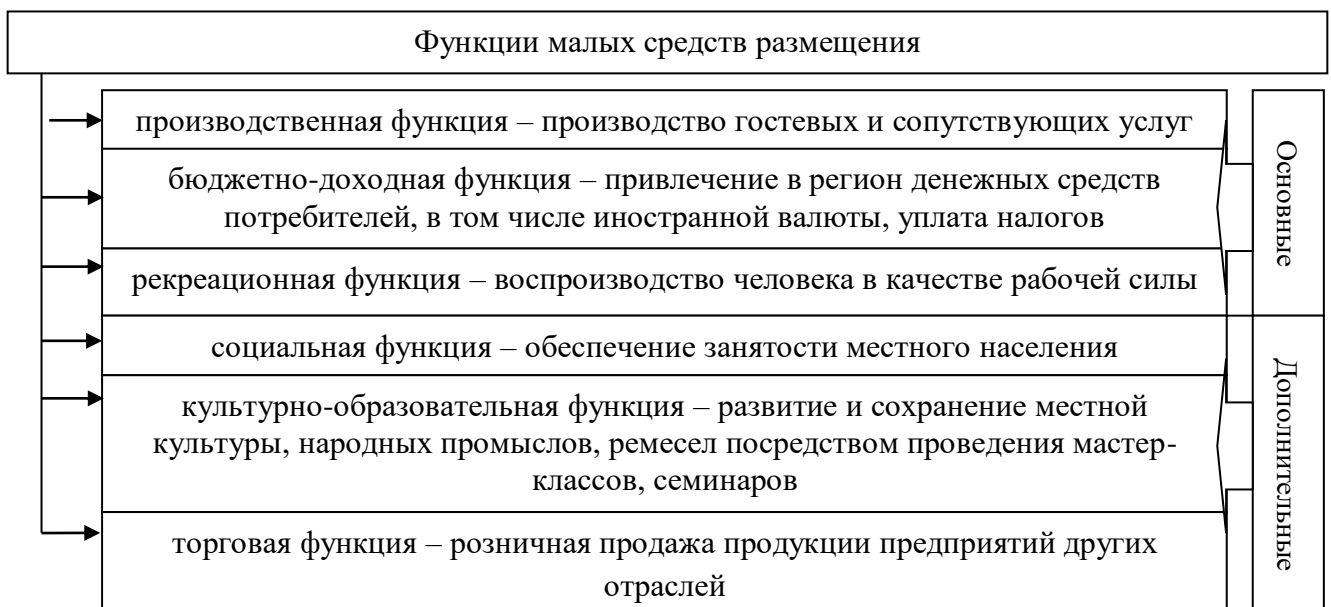 Функции малых средств размещения
производственная функция – производство гостевых и сопутствующих услуг
бюджетно-доходная функция – привлечение в регион денежных средств
потребителей, в том числе иностранной валюты, уплата налогов
рекреационная функция – воспроизводство человека в качестве рабочей силы
Основные
социальная функция – обеспечение занятости местного населения
культурно-образовательная функция – развитие и сохранение местной
культуры, народных промыслов, ремесел посредством проведения мастер-
классов, семинаров
торговая функция – розничная продажа продукции предприятий других
отраслей
Дополнительные